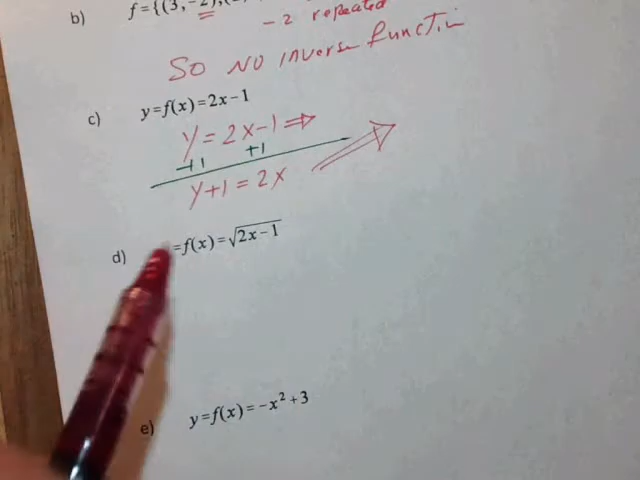 b) f={(3,-2),
-2 repeated
So No inverse function
c) y=f(x)=2x-1
y=2x-1⇒
+1 +1
y+1=2x
d) =f(x)=√2x-1
e) y=f(x)=-x²+3